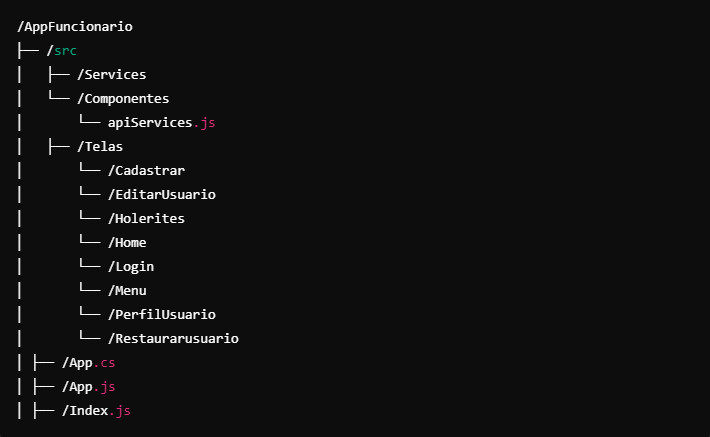 /AppFuncionario
├── /src
│   ├── /Services
│   └── /Componentes
│       └── apiServices.js
│   ├── /Telas
│       └── /Cadastrar
│       └── /EditarUsuario
│       └── /Holerites
│       └── /Home
│       └── /Login
│       └── /Menu
│       └── /PerfilUsuario
│       └── /Restaurarusuario
│ ├── /App.cs
│ ├── /App.js
│ ├── /Index.js